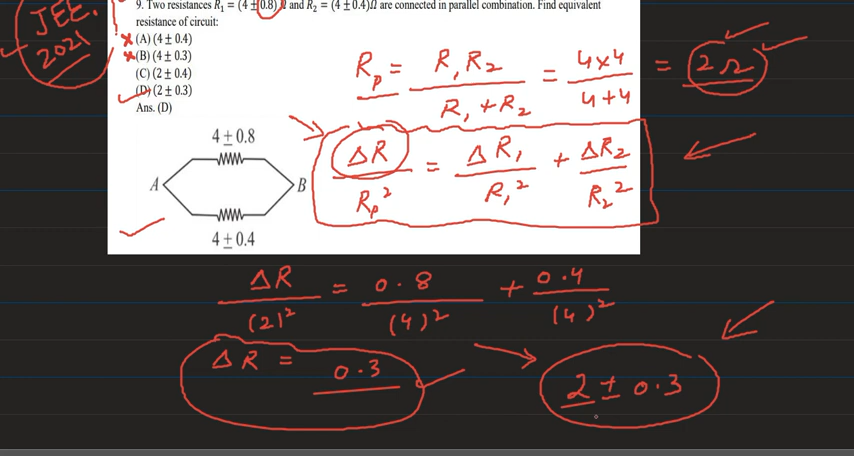 JEE.
2021
9. Two resistances R₁ = (4 ± 0.8) Ω and R₂ = (4 ± 0.4)Ω are connected in parallel combination. Find equivalent
resistance of circuit:
(A) (4 ± 0.4)
(B) (4 ± 0.3)
(C) (2 ± 0.4)
(D) (2 ± 0.3)
Ans. (D)
Rp = R₁R₂ / R₁ + R₂ = 4x4 / 4+4 = 2Ω
4 ± 0.8
A
B
4 ± 0.4
ΔR / Rp² = ΔR₁ / R₁² + ΔR₂ / R₂²
ΔR / (2)² = 0.8 / (4)² + 0.4 / (4)²
ΔR = 0.3
2 ± 0.3